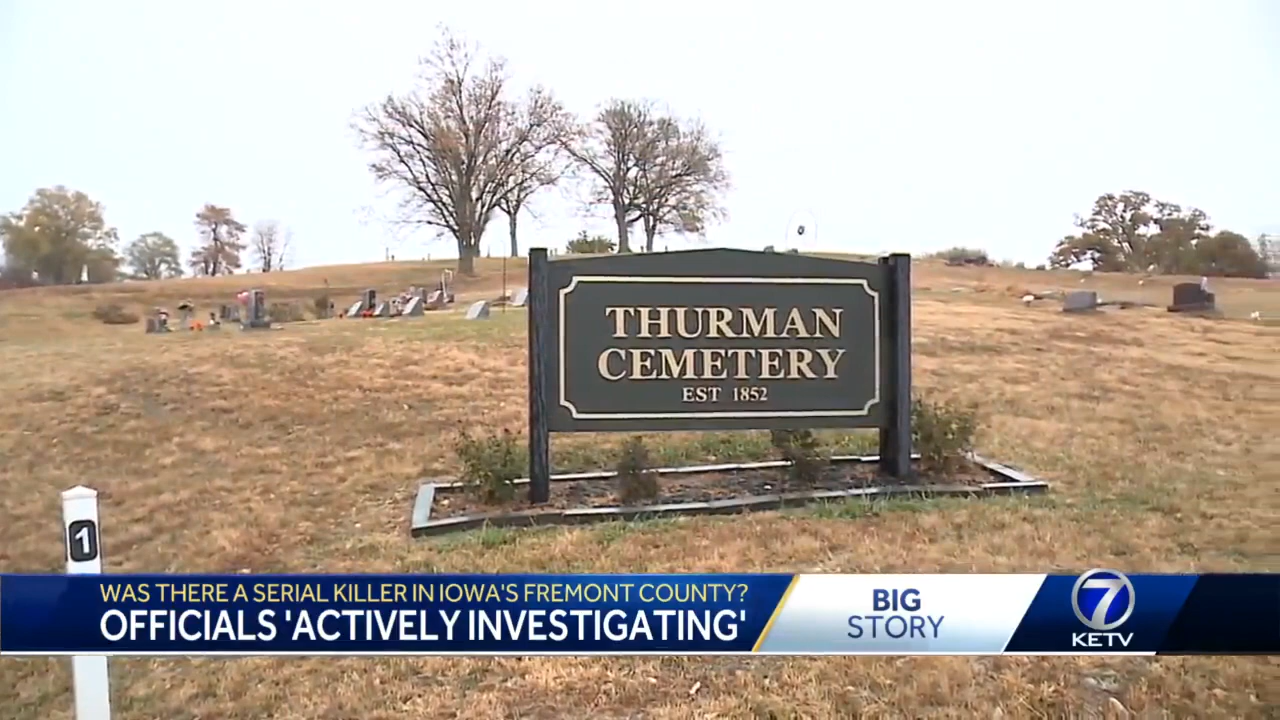 THURMAN
CEMETERY
EST 1852
1
WAS THERE A SERIAL KILLER IN IOWA'S FREMONT COUNTY?
OFFICIALS 'ACTIVELY INVESTIGATING'
BIG
STORY
7
KETV